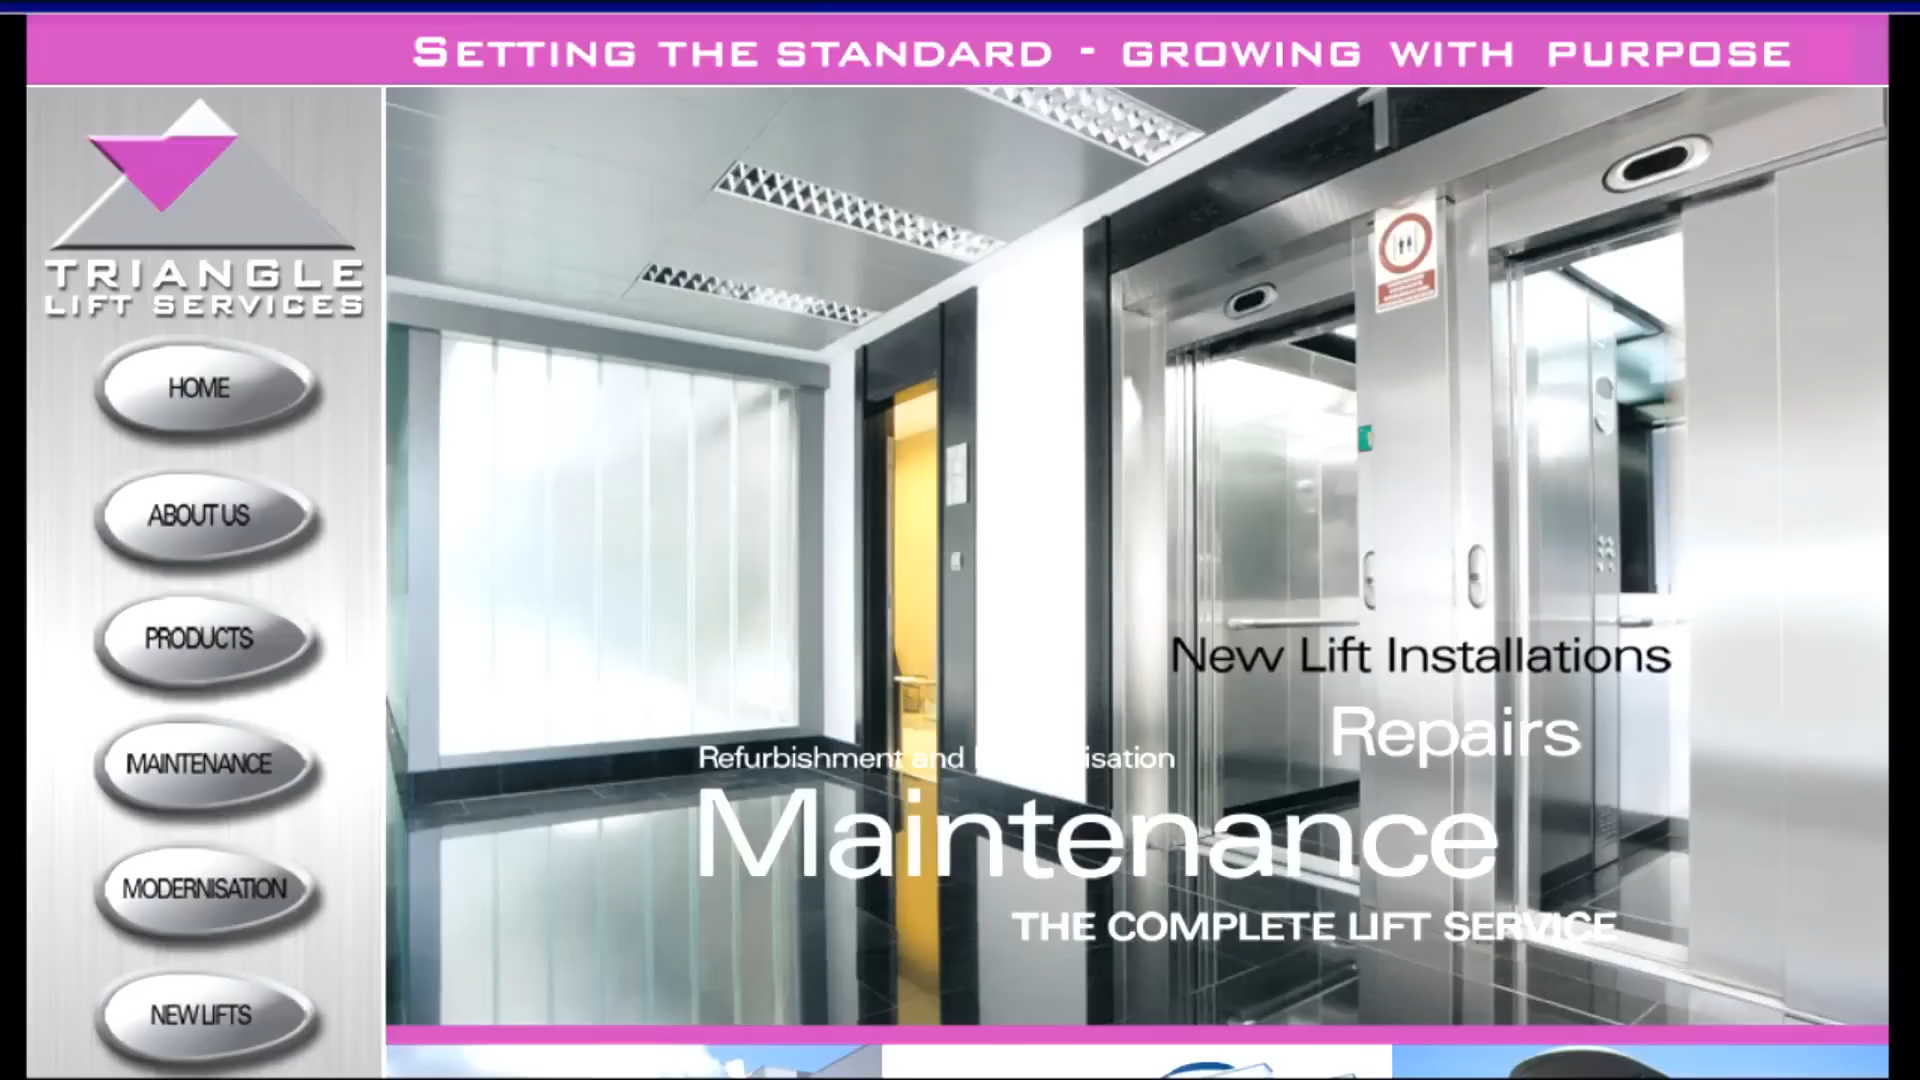 SETTING THE STANDARD - GROWING WITH PURPOSE
TRIANGLE
LIFT SERVICES
HOME
ABOUT US
PRODUCTS
MAINTENANCE
MODERNISATION
NEW LIFTS
New Lift Installations
Repairs
Refurbishment and isation
Maintenance
THE COMPLETE LIFT SERVICE